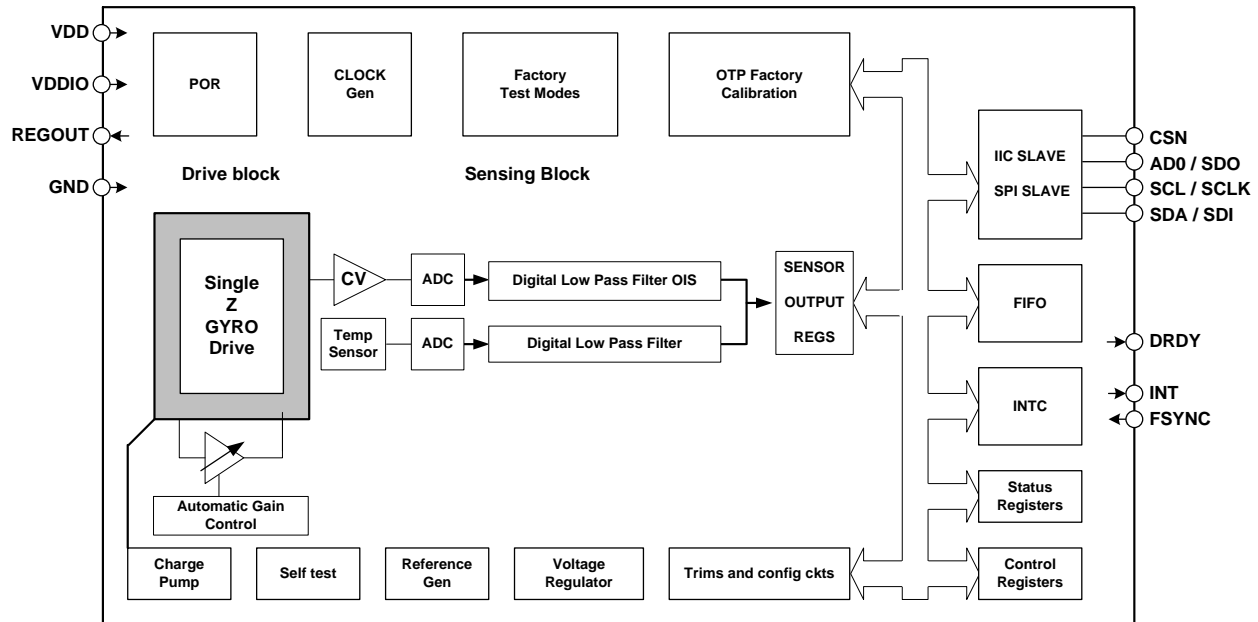 VDD
VDDIO
REGOUT
GND
POR
CLOCK
Gen
Factory
Test Modes
OTP Factory
Calibration
Drive block
Sensing Block
IIC SLAVE
SPI SLAVE
CSN
AD0 / SDO
SCL / SCLK
SDA / SDI
Single
Z
GYRO
Drive
CV
ADC
Digital Low Pass Filter OIS
Temp
Sensor
ADC
Digital Low Pass Filter
SENSOR
OUTPUT
REGS
FIFO
DRDY
INTC
INT
FSYNC
Automatic Gain
Control
Status
Registers
Charge
Pump
Self test
Reference
Gen
Voltage
Regulator
Trims and config ckts
Control
Registers